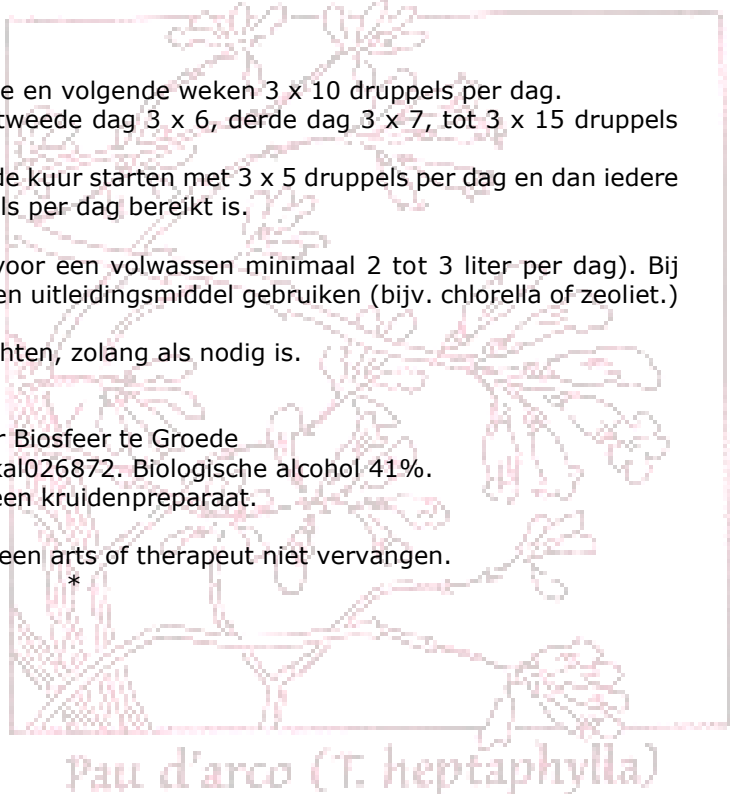 e en volgende weken 3 x 10 druppels per dag.
tweede dag 3 x 6, derde dag 3 x 7, tot 3 x 15 druppels
de kuur starten met 3 x 5 druppels per dag en dan iedere
ls per dag bereikt is.
voor een volwassen minimaal 2 tot 3 liter per dag). Bij
en uitleidingsmiddel gebruiken (bijv. chlorella of zeoliet.)
chten, zolang als nodig is.
r Biosfeer te Groede
kal026872. Biologische alcohol 41%.
een kruidenpreparaat.
een arts of therapeut niet vervangen.
*
Pau d'arco (T. heptaphylla)